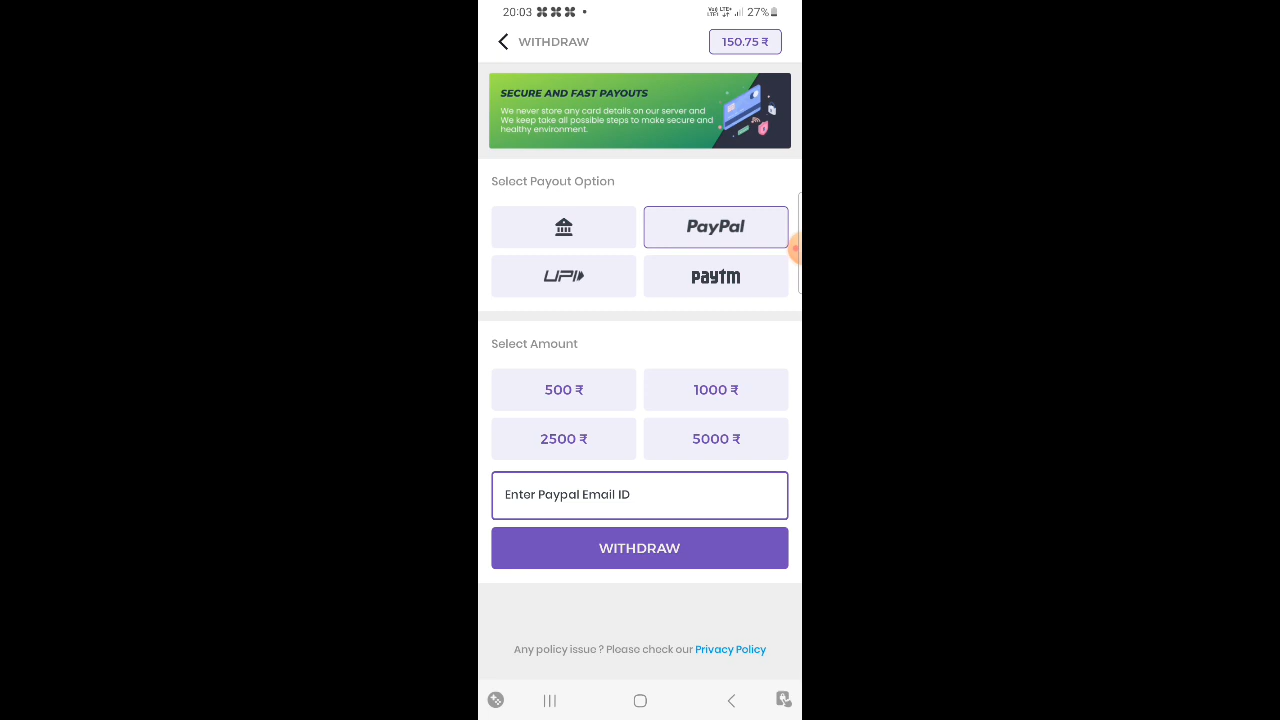 20:03
27%
WITHDRAW
150.75 ₹
SECURE AND FAST PAYOUTS
We never store any card details on our server and
We keep take all possible steps to make secure and
healthy environment.
Select Payout Option
PayPal
UPI
paytm
Select Amount
500 ₹
1000 ₹
2500 ₹
5000 ₹
Enter Paypal Email ID
WITHDRAW
Any policy issue ? Please check our Privacy Policy